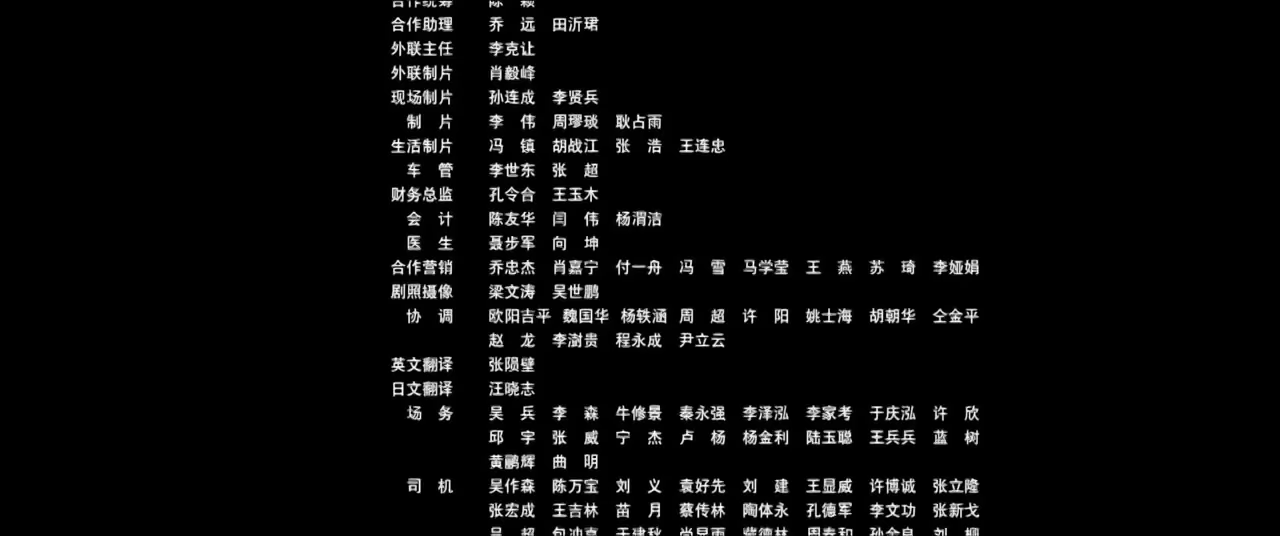 合作统筹 陈 颖
合作助理 乔 远 田沂珺
外联主任 李克让
外联制片 肖毅峰
现场制片 孙连成 李贤兵
制 片 李 伟 周璆琰 耿占雨
生活制片 冯 镇 胡战江 张 浩 王连忠
车 管 李世东 张 超
财务总监 孔令合 王玉木
会 计 陈友华 闫 伟 杨渭洁
医 生 聂步军 向 坤
合作营销 乔忠杰 肖嘉宁 付一舟 冯 雪 马学莹 王 燕 苏 琦 李娅娟
剧照摄像 梁文涛 吴世鹏
协 调 欧阳吉平 魏国华 杨轶涵 周 超 许 阳 姚士海 胡朝华 仝金平
赵 龙 李澍贵 程永成 尹立云
英文翻译 张陨璧
日文翻译 汪晓志
场 务 吴 兵 李 森 牛修景 秦永强 李泽泓 李家考 于庆泓 许 欣
邱 宇 张 威 宁 杰 卢 杨 杨金利 陆玉聪 王兵兵 蓝 树
黄鹂辉 曲 明
司 机 吴作森 陈万宝 刘 义 袁好先 刘 建 王显威 许博诚 张立隆
张宏成 王吉林 苗 月 蔡传林 陶体永 孔德军 李文功 张新戈